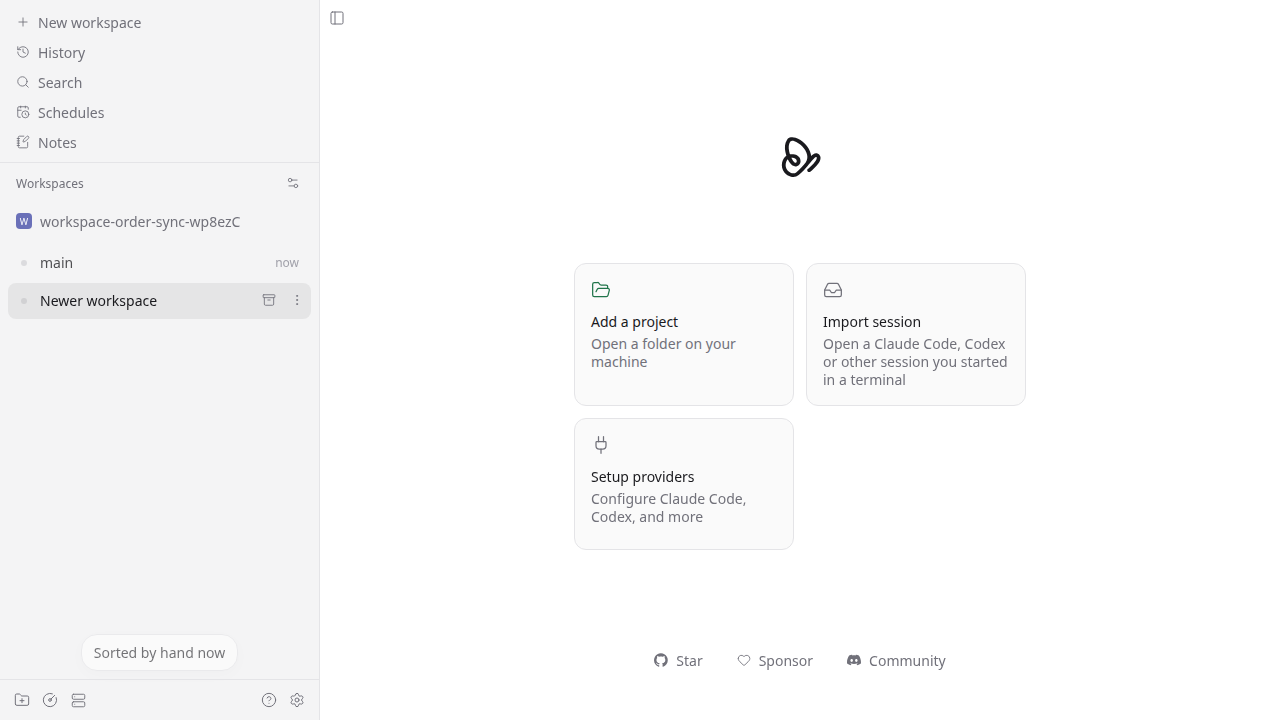 New workspace
History
Search
Schedules
Notes
Workspaces
W workspace-order-sync-wp8ezC
main now
Newer workspace
Sorted by hand now
Add a project
Open a folder on your
machine
Import session
Open a Claude Code, Codex
or other session you started
in a terminal
Setup providers
Configure Claude Code,
Codex, and more
Star Sponsor Community